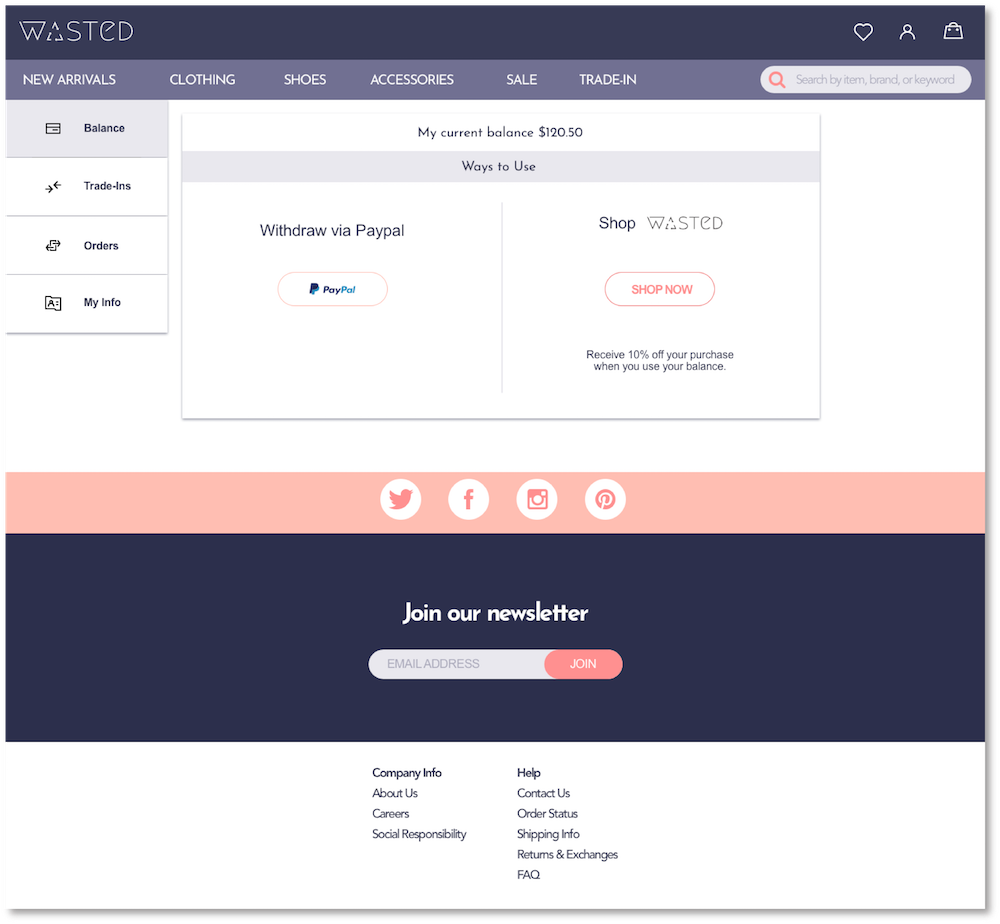 WASTED
NEW ARRIVALS CLOTHING SHOES ACCESSORIES SALE TRADE-IN Search by item, brand, or keyword
Balance
Trade-Ins
Orders
My Info
My current balance $120.50
Ways to Use
Withdraw via Paypal
PayPal
Shop WASTED
SHOP NOW
Receive 10% off your purchase
when you use your balance.
Join our newsletter
EMAIL ADDRESS JOIN
Company Info
About Us
Careers
Social Responsibility
Help
Contact Us
Order Status
Shipping Info
Returns & Exchanges
FAQ